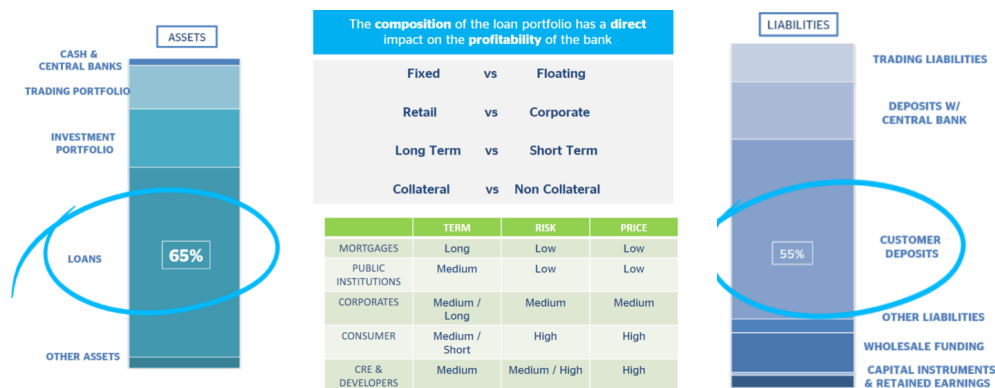 ASSETS
CASH &
CENTRAL BANKS
TRADING PORTFOLIO
INVESTMENT
PORTFOLIO
LOANS
65%
OTHER ASSETS
The composition of the loan portfolio has a direct
impact on the profitability of the bank
Fixed vs Floating
Retail vs Corporate
Long Term vs Short Term
Collateral vs Non Collateral
TERM RISK PRICE
MORTGAGES Long Low Low
PUBLIC
INSTITUTIONS Medium Low Low
CORPORATES Medium /
Long Medium Medium
CONSUMER Medium /
Short High High
CRE &
DEVELOPERS Medium Medium / High High
LIABILITIES
TRADING LIABILITIES
DEPOSITS W/
CENTRAL BANK
CUSTOMER
DEPOSITS
55%
OTHER LIABILITIES
WHOLESALE FUNDING
CAPITAL INSTRUMENTS
& RETAINED EARNINGS